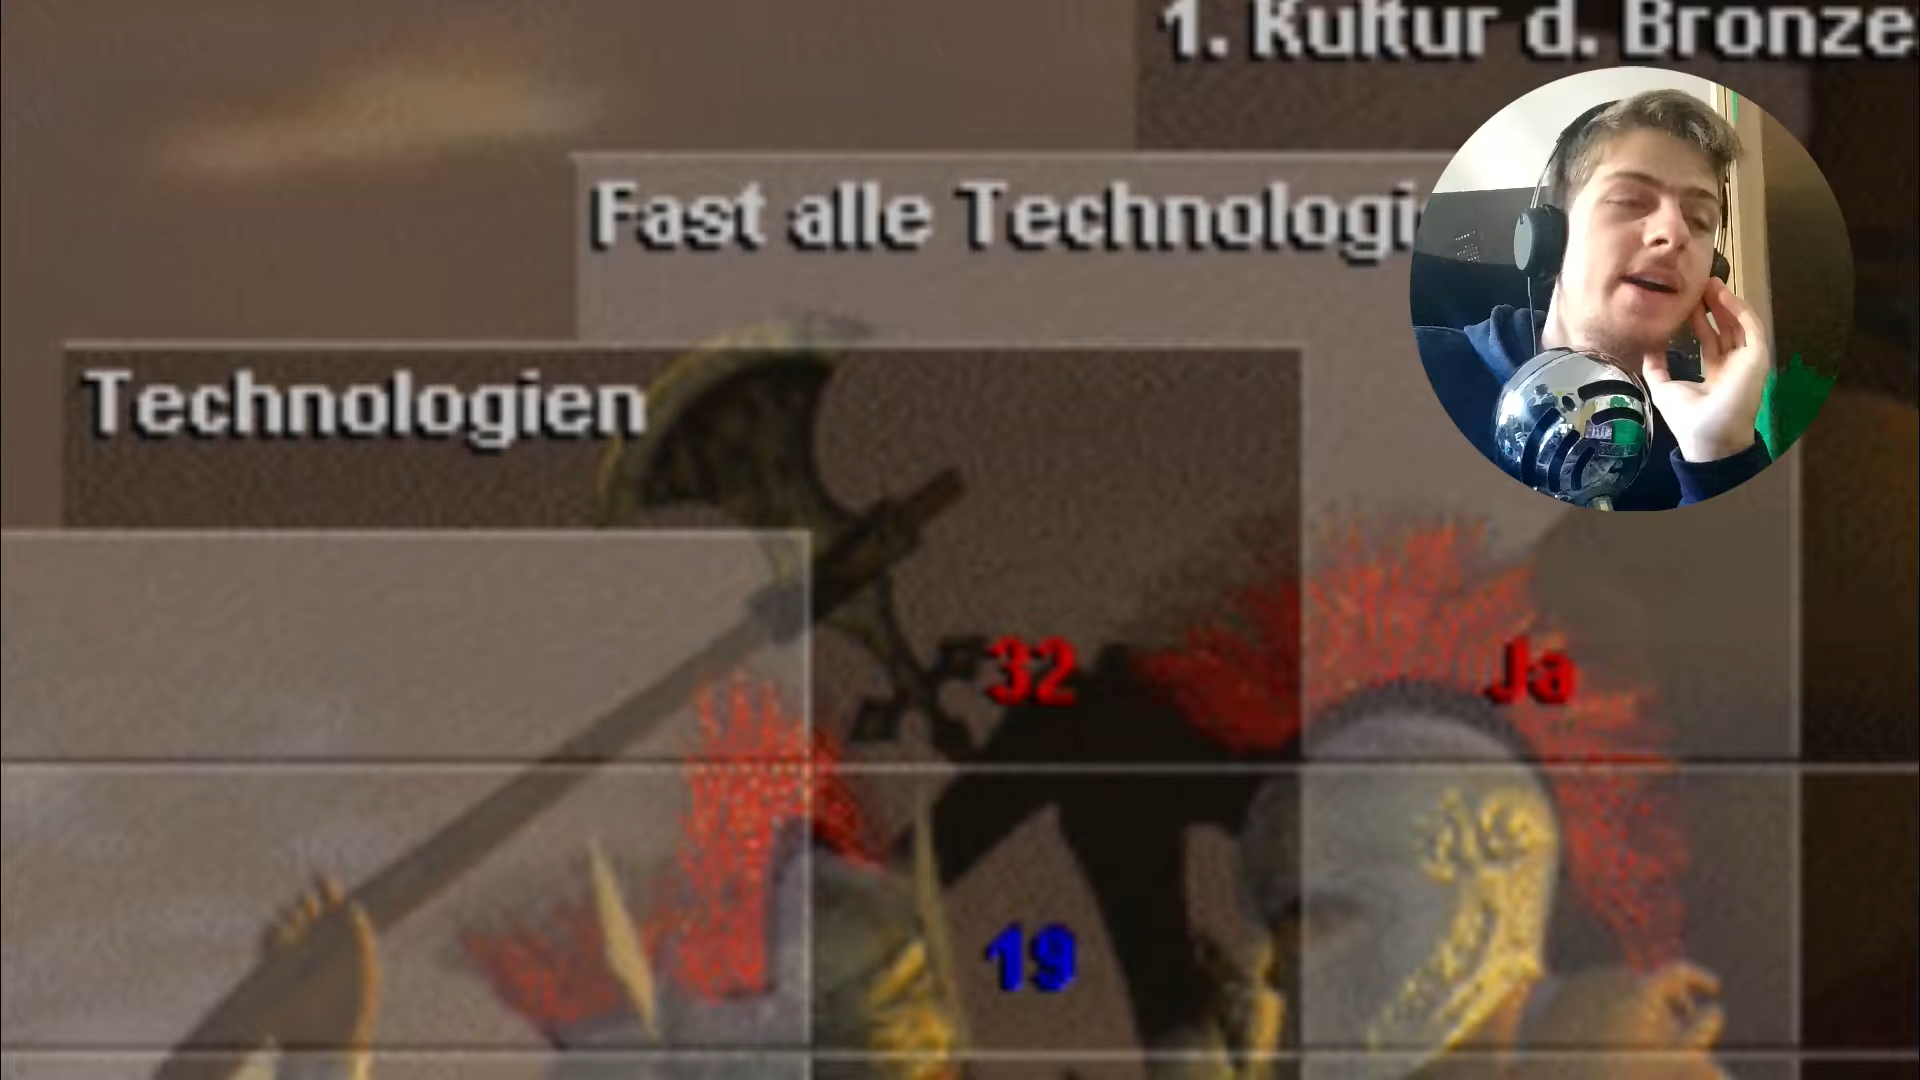 1. Kultur d. Bronze
Fast alle Technologi
Technologien
32
Ja
19